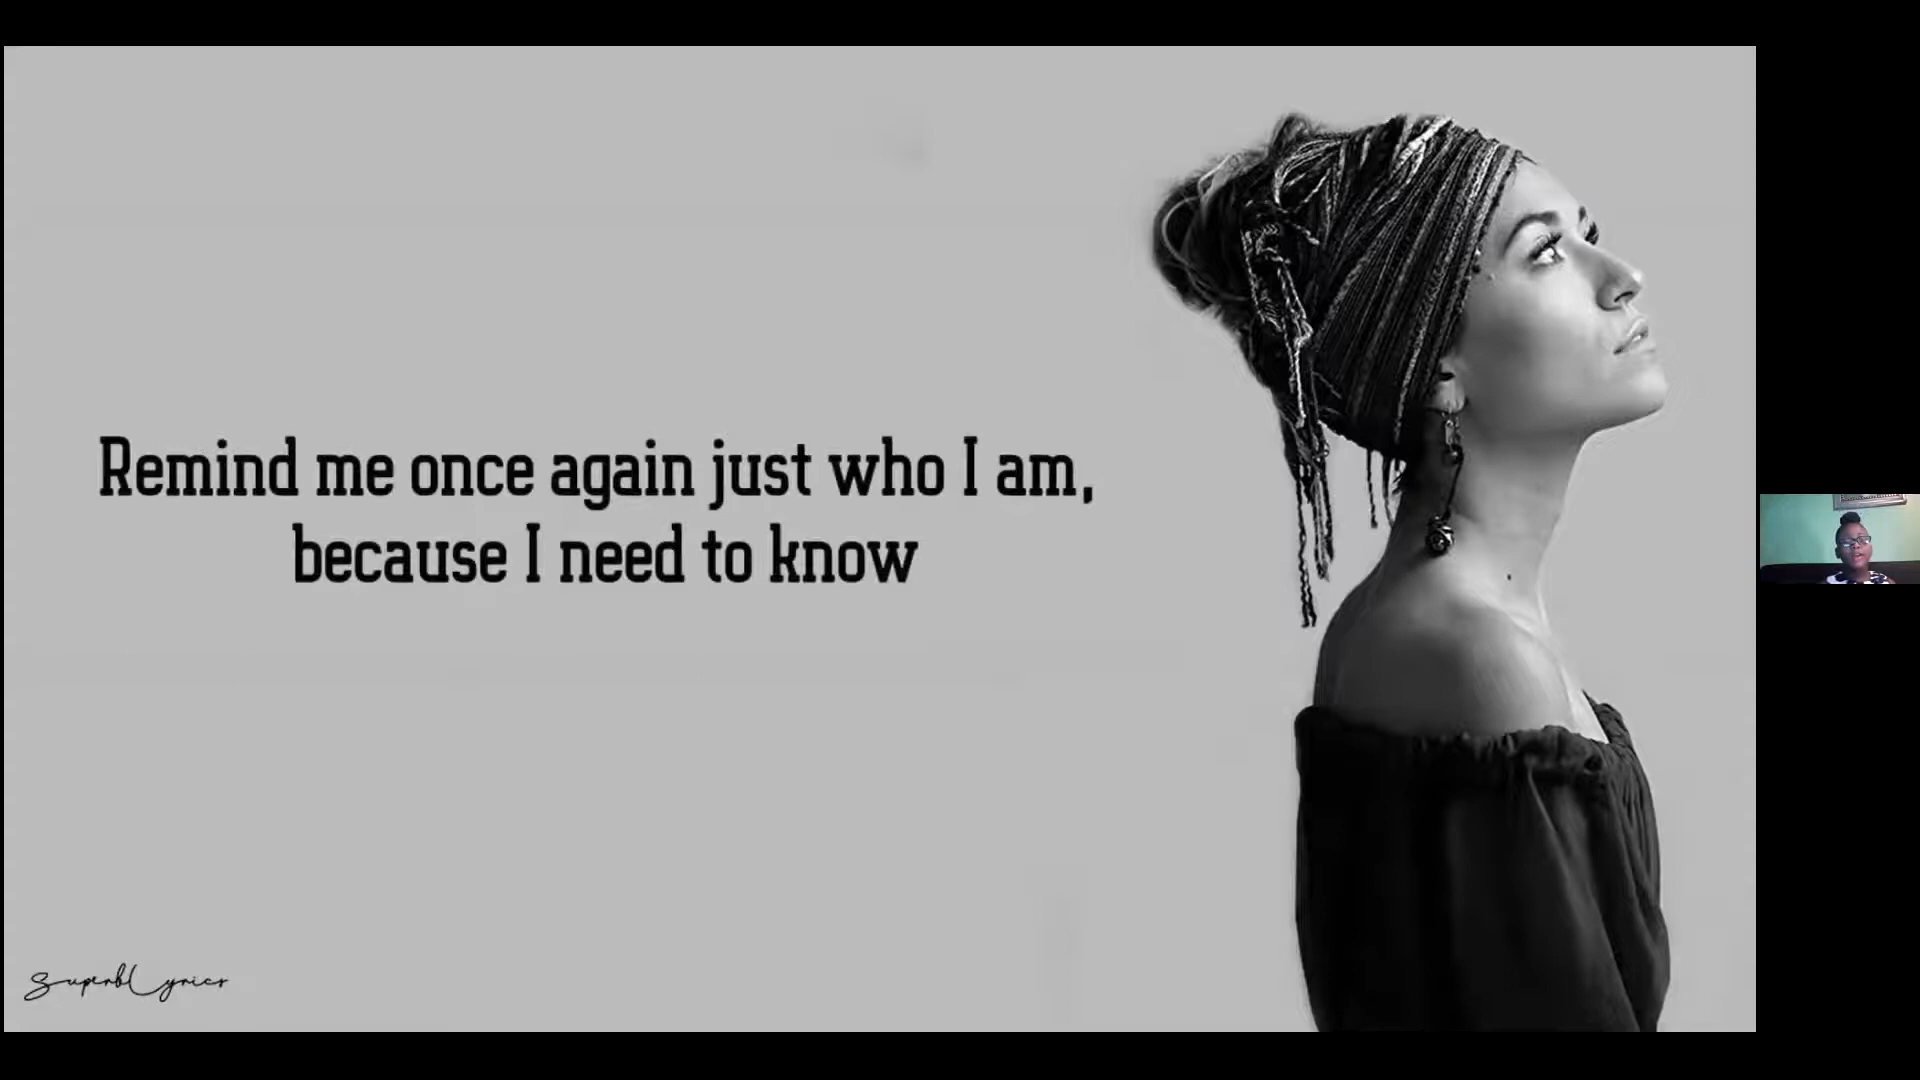 Remind me once again just who I am,
because I need to know
SuperbLyrics